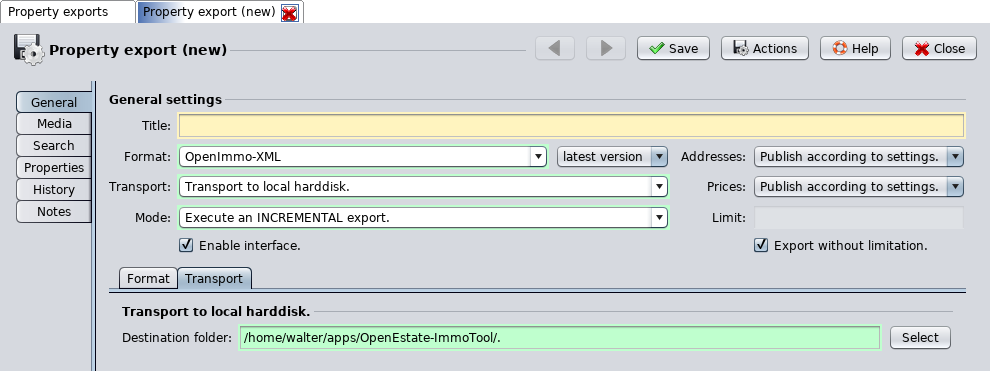 Property exports Property export (new)
Property export (new) Save Actions Help Close
General General settings
Media Title:
Search Format: OpenImmo-XML latest version Addresses: Publish according to settings.
Properties Transport: Transport to local harddisk. Prices: Publish according to settings.
History Mode: Execute an INCREMENTAL export. Limit:
Notes Enable interface. Export without limitation.
Format Transport
Transport to local harddisk.
Destination folder: /home/walter/apps/OpenEstate-ImmoTool/. Select